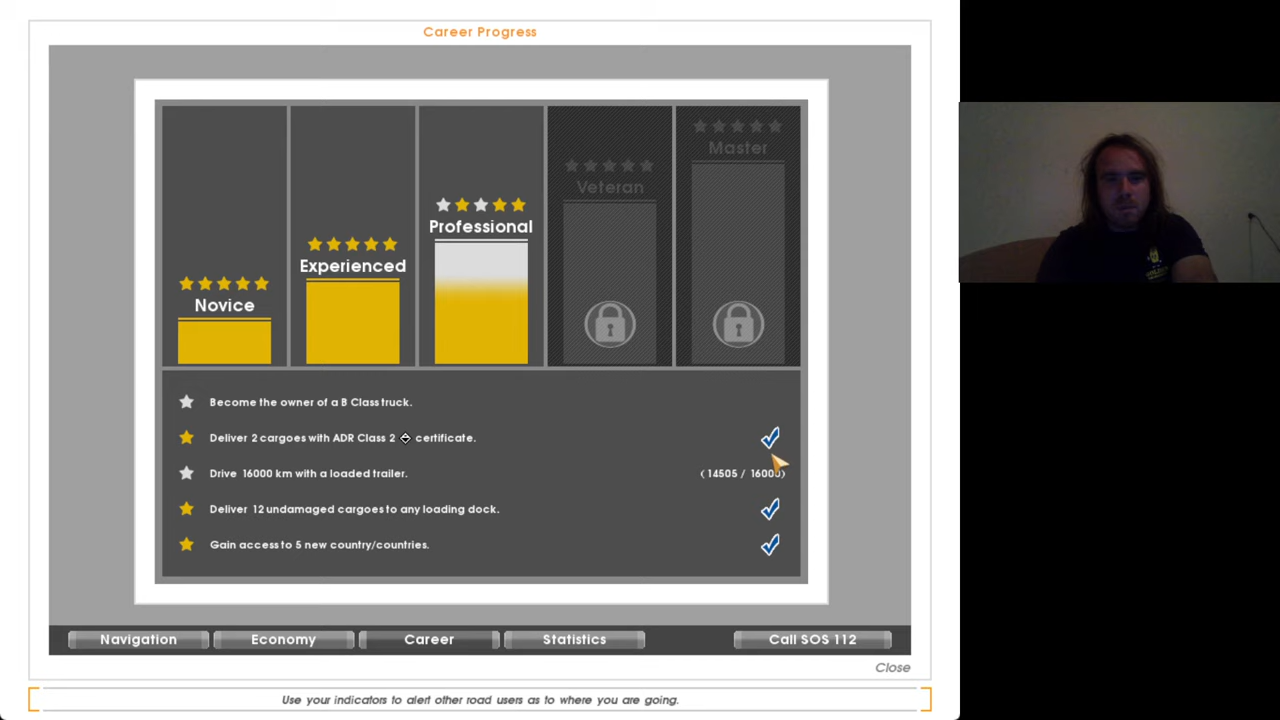 Career Progress
Master
Veteran
Professional
Experienced
Novice
Become the owner of a B Class truck.
Deliver 2 cargoes with ADR Class 2 certificate.
Drive 16000 km with a loaded trailer. (14505 / 16000)
Deliver 12 undamaged cargoes to any loading dock.
Gain access to 5 new country/countries.
Navigation Economy Career Statistics Call SOS 112
Close
Use your indicators to alert other road users as to where you are going.